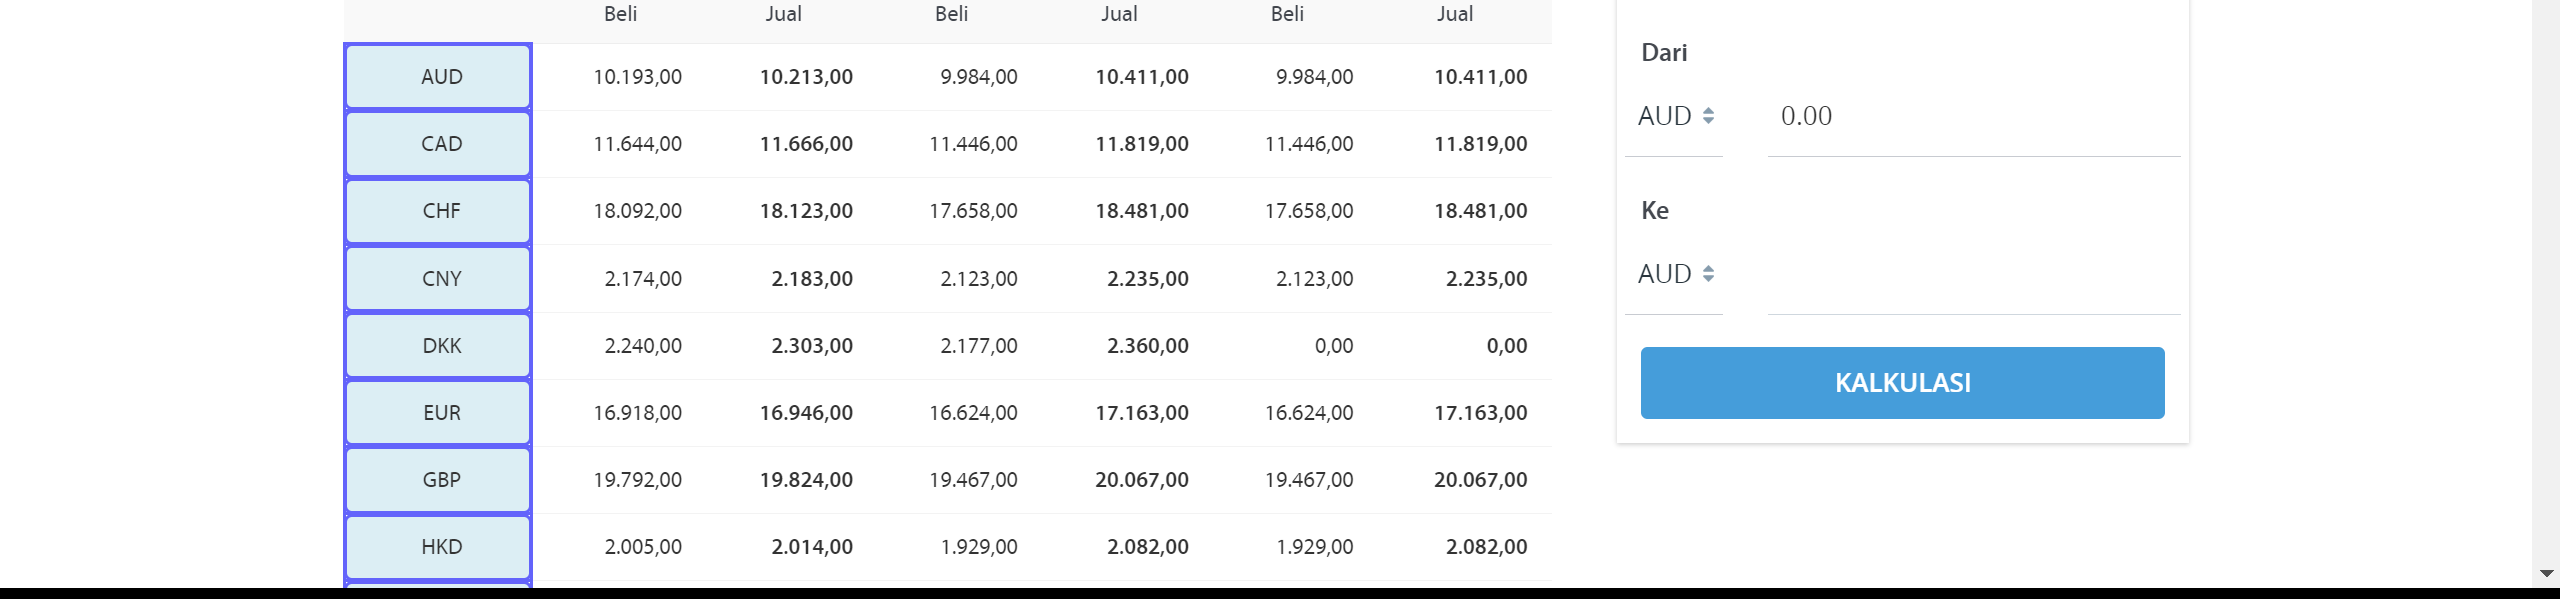 Beli Jual Beli Jual Beli Jual
AUD 10.193,00 10.213,00 9.984,00 10.411,00 9.984,00 10.411,00
CAD 11.644,00 11.666,00 11.446,00 11.819,00 11.446,00 11.819,00
CHF 18.092,00 18.123,00 17.658,00 18.481,00 17.658,00 18.481,00
CNY 2.174,00 2.183,00 2.123,00 2.235,00 2.123,00 2.235,00
DKK 2.240,00 2.303,00 2.177,00 2.360,00 0,00 0,00
EUR 16.918,00 16.946,00 16.624,00 17.163,00 16.624,00 17.163,00
GBP 19.792,00 19.824,00 19.467,00 20.067,00 19.467,00 20.067,00
HKD 2.005,00 2.014,00 1.929,00 2.082,00 1.929,00 2.082,00
Dari
AUD 0.00
Ke
AUD
KALKULASI